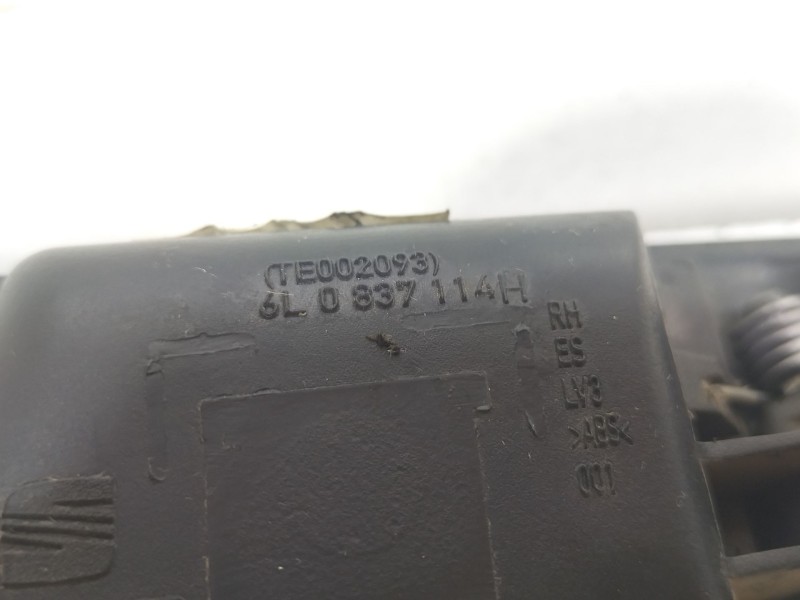 (TE002093)
6L 0 837 114H
RH
ES
LV3
>ABS<
001